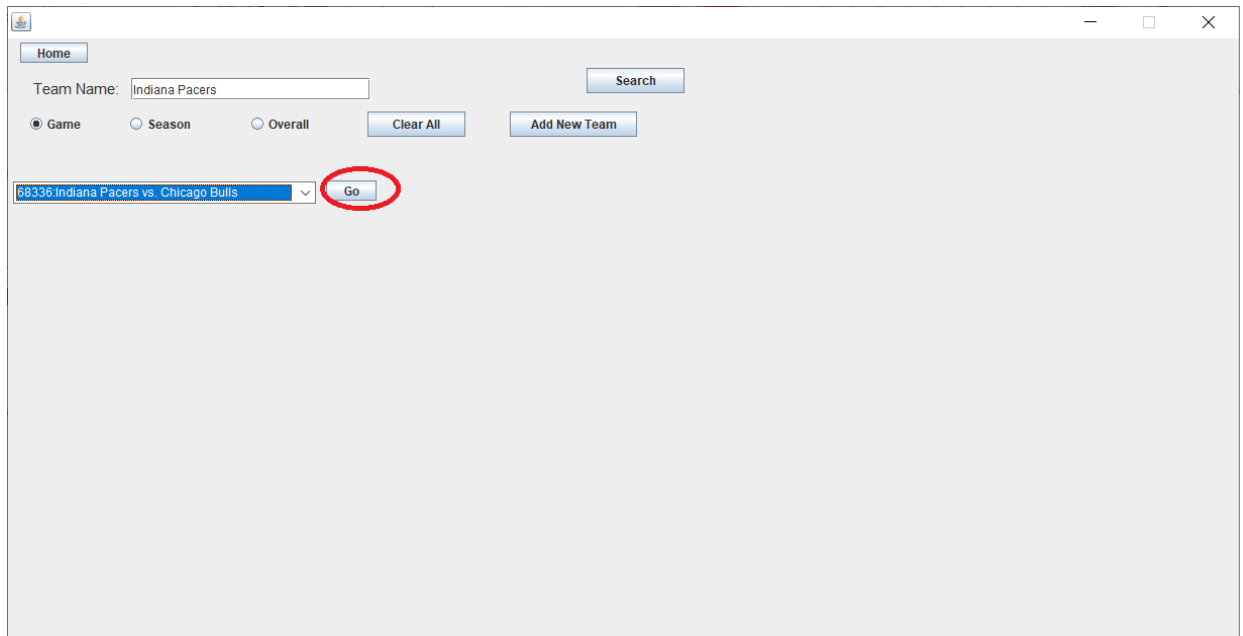 Home
Team Name: Indiana Pacers Search
Game Season Overall Clear All Add New Team
68336:Indiana Pacers vs. Chicago Bulls Go